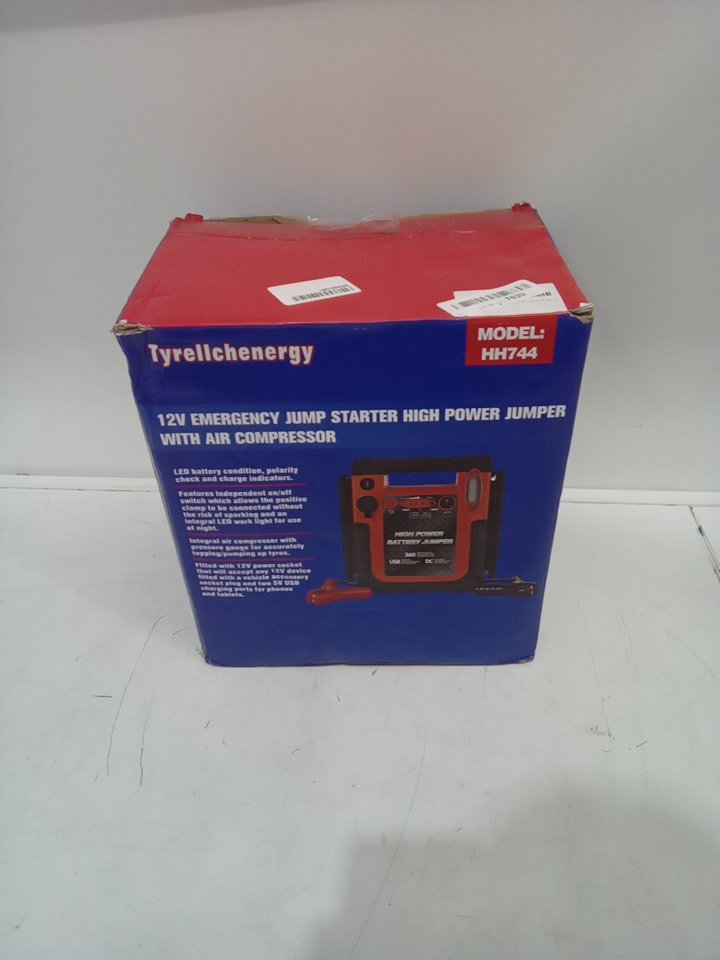 Tyrellchenergy
MODEL:
HH744
12V EMERGENCY JUMP STARTER HIGH POWER JUMPER
WITH AIR COMPRESSOR
LED battery condition, polarity
check and charge indicators.
Features independent on/off
switch which allows the positive
clamp to be connected without
the risk of sparking and an
integral LED work light for use
at night.
Integral air compressor with
pressure gauge for accurately
topping/pumping up tyres.
Fitted with 12V power socket
that will accept any 12V device
fitted with a vehicle accessory
socket plug and two 5V USB
charging ports for phones
and tablets.
HIGH POWER
BATTERY JUMPER
360
USB
DC